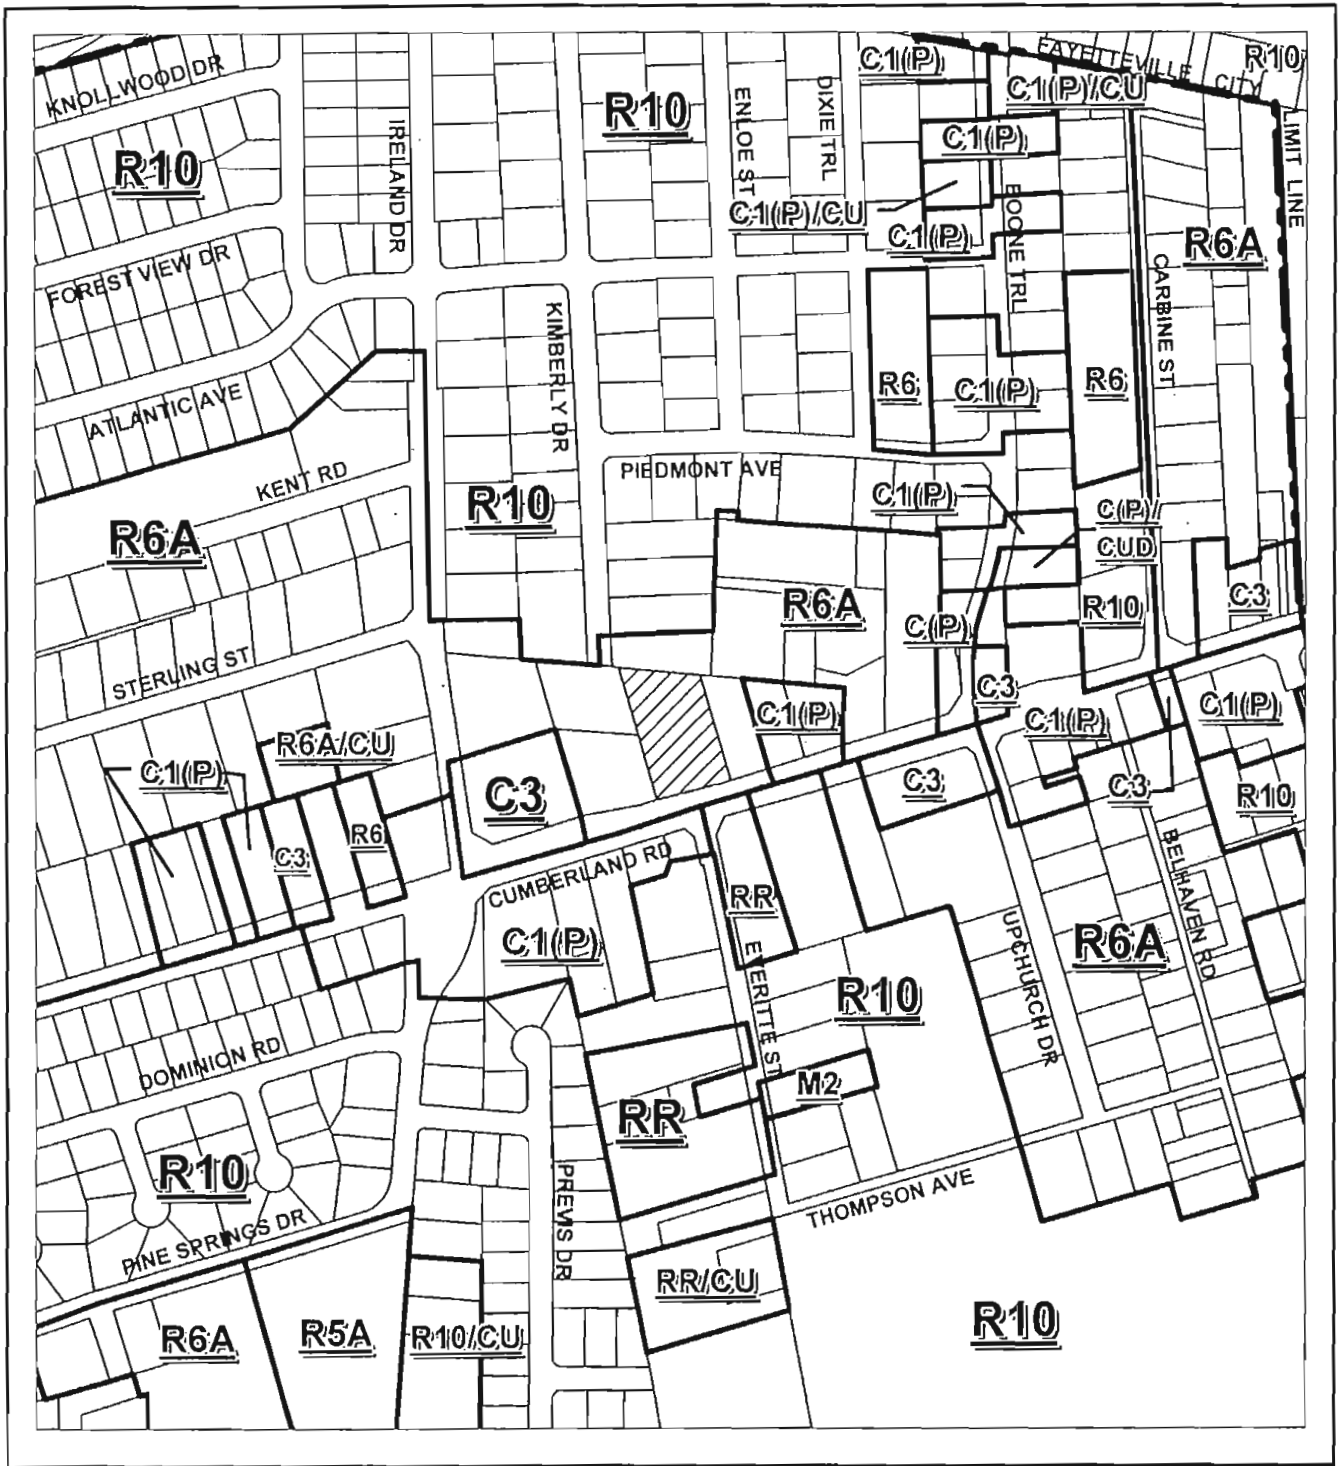 KNOLLWOOD DR
R10
FOREST VIEW DR
ATLANTIC AVE
IRELAND DR
R10
ENLOE ST
DIXIE TRL
C1(P)
FAYETTEVILLE CITY LIMIT LINE
R10
C1(P)/CU
C1(P)
C1(P)/CU
C1(P)
BOONE TRL
R6A
CARBINE ST
KIMBERLY DR
R6
C1(P)
R6
KENT RD
R6A
R10
PIEDMONT AVE
C1(P)
C(P)/
CUD
R6A
C(P)
R10
C3
STERLING ST
C3
C1(P)
C1(P)
C1(P)
R6A/CU
C1(P)
C3
C3
C3
R10
R6
C3
CUMBERLAND RD
BELHAVEN RD
RR
C1(P)
EVERITTE ST
R10
UPCHURCH DR
R6A
DOMINION RD
M2
RR
R10
PREVIS DR
THOMPSON AVE
PINE SPRINGS DR
RR/CU
R6A
R5A
R10/CU
R10